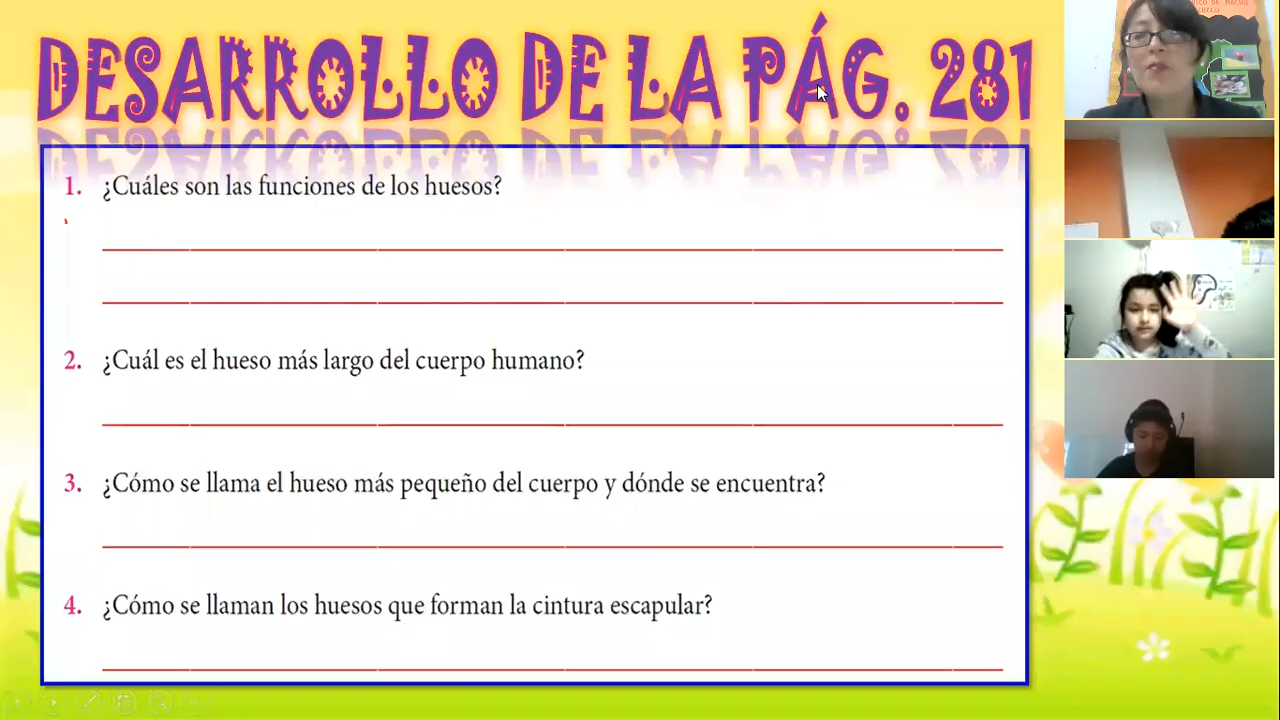 DESARROLLO DE LA PÁG. 281
1. ¿Cuáles son las funciones de los huesos?
2. ¿Cuál es el hueso más largo del cuerpo humano?
3. ¿Cómo se llama el hueso más pequeño del cuerpo y dónde se encuentra?
4. ¿Cómo se llaman los huesos que forman la cintura escapular?